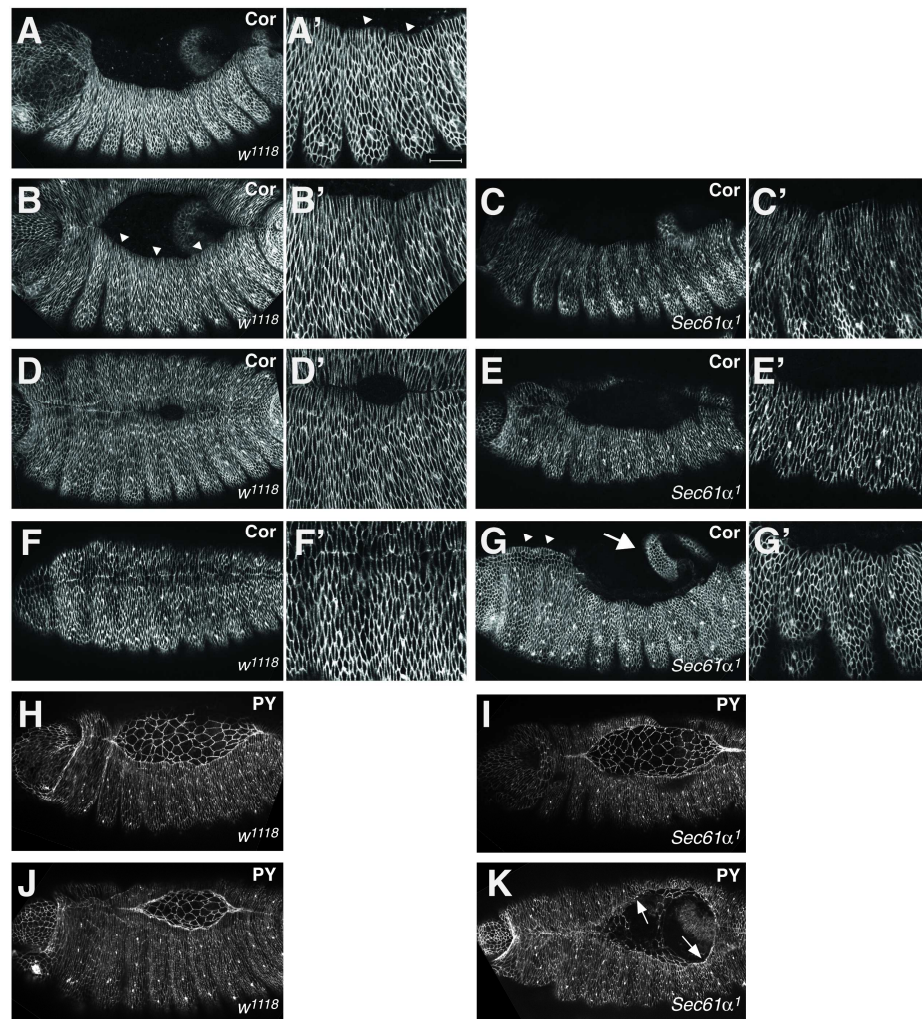 A Cor w1118
A'
B Cor w1118
B'
C Cor Sec61α1
C'
D Cor w1118
D'
E Cor Sec61α1
E'
F Cor w1118
F'
G Cor Sec61α1
G'
H PY w1118
I PY Sec61α1
J PY w1118
K PY Sec61α1